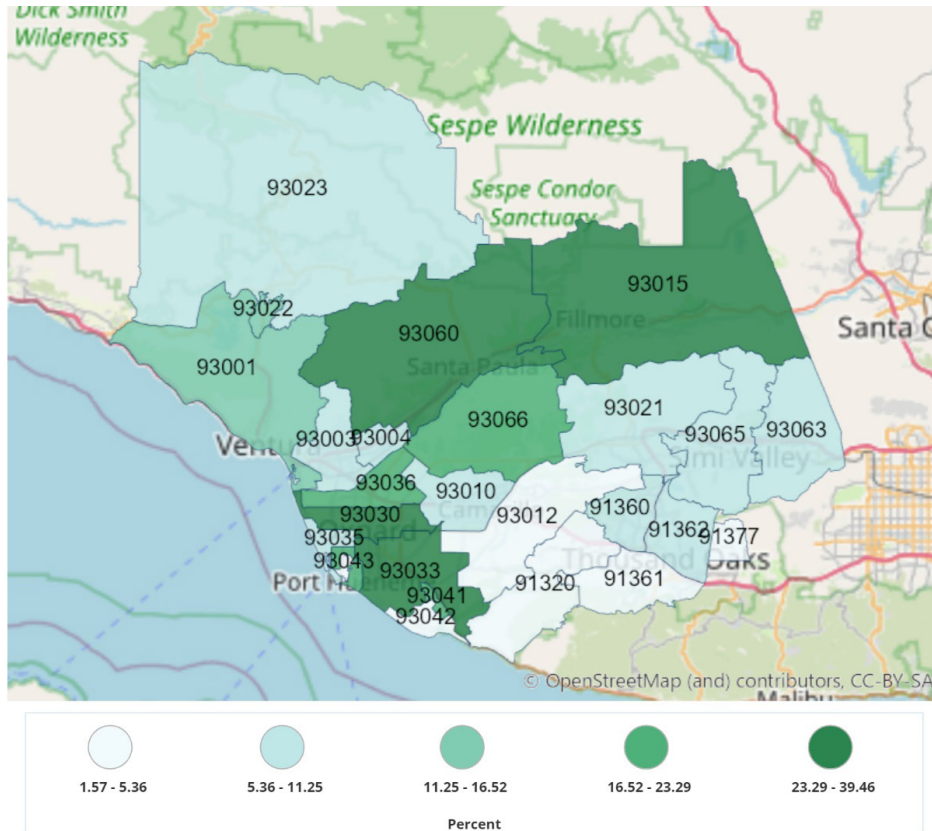 Dick Smith
Wilderness
Sespe Wilderness
93023
Sespe Condor
Sanctuary
93015
93022
Fillmore
93060
Santa C
93001
Santa Paula
93066
93021
93003
93004
93065
93063
Ventura
93036
93010
93012
91360
93030
91362
91377
93035
Thousand Oaks
93043
93033
Port Hueneme
91320
91361
93041
93042
© OpenStreetMap (and) contributors, CC-BY-SA
Malibu
1.57 - 5.36
5.36 - 11.25
11.25 - 16.52
16.52 - 23.29
23.29 - 39.46
Percent